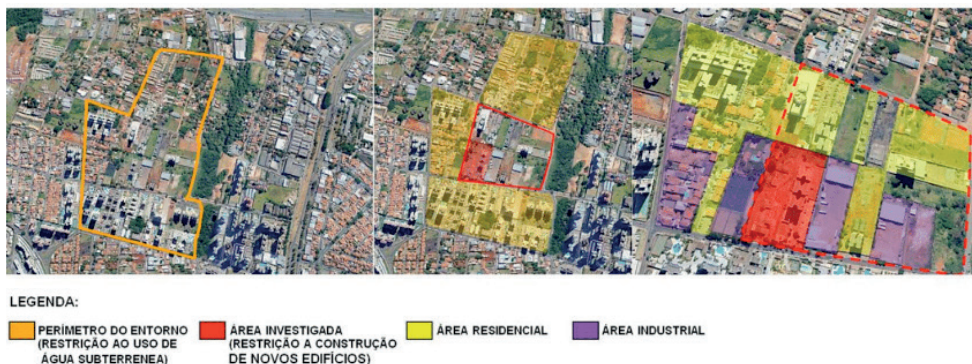 LEGENDA:
PERÍMETRO DO ENTORNO
(RESTRIÇÃO AO USO DE
ÁGUA SUBTERRENEA)
ÁREA INVESTIGADA
(RESTRIÇÃO A CONSTRUÇÃO
DE NOVOS EDIFÍCIOS)
ÁREA RESIDENCIAL
ÁREA INDUSTRIAL